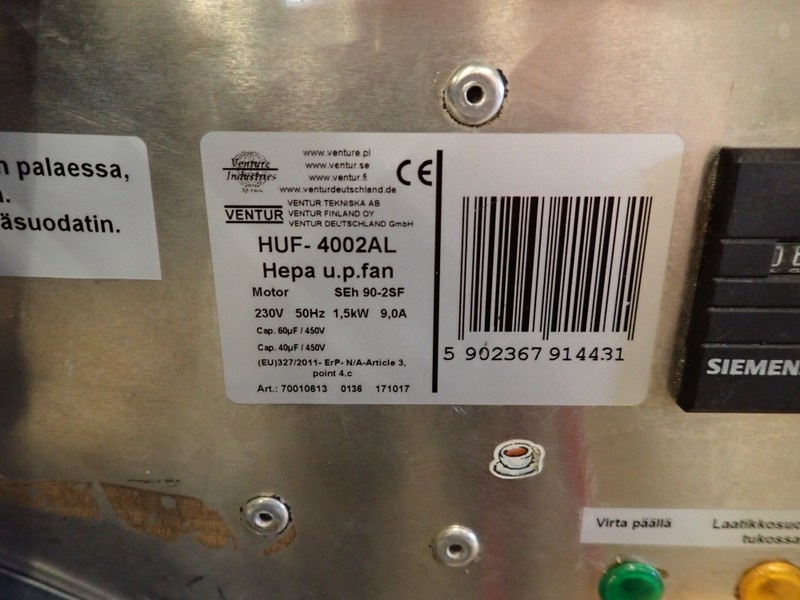 palaessa,
äsuodatin.
Venture
Industries
www.venture.pl
www.ventur.se
www.ventur.fi
www.venturdeutschland.de
CE
VENTUR
VENTUR TEKNISKA AB
VENTUR FINLAND OY
VENTUR DEUTSCHLAND GmbH
HUF- 4002AL
Hepa u.p.fan
Motor SEh 90-2SF
230V 50Hz 1,5kW 9,0A
Cap. 60µF / 450V
Cap. 40µF / 450V
(EU)327/2011- ErP- N/A-Article 3,
point 4.c
Art.: 70010613 0136 171017
5 902367 914431
SIEMENS
Virta päällä
Laatikkosuo
tukossa